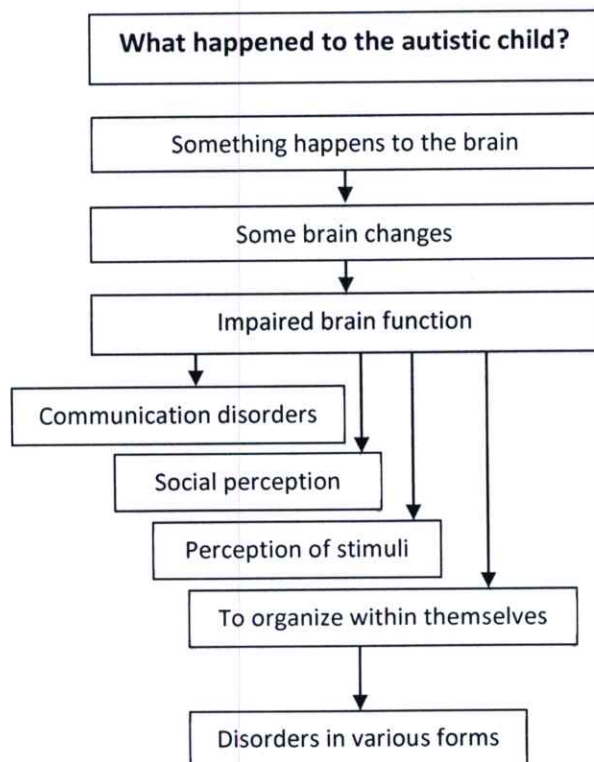 What happened to the autistic child?
Something happens to the brain
Some brain changes
Impaired brain function
Communication disorders
Social perception
Perception of stimuli
To organize within themselves
Disorders in various forms